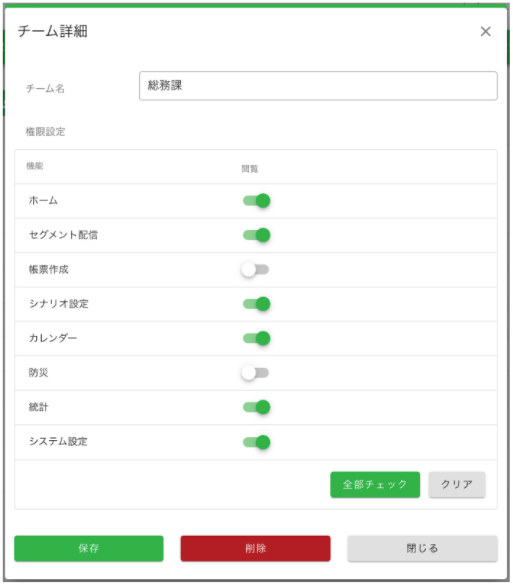 チーム詳細
チーム名
総務課
権限設定
機能 閲覧
ホーム
セグメント配信
帳票作成
シナリオ設定
カレンダー
防災
統計
システム設定
全部チェック クリア
保存 削除 閉じる